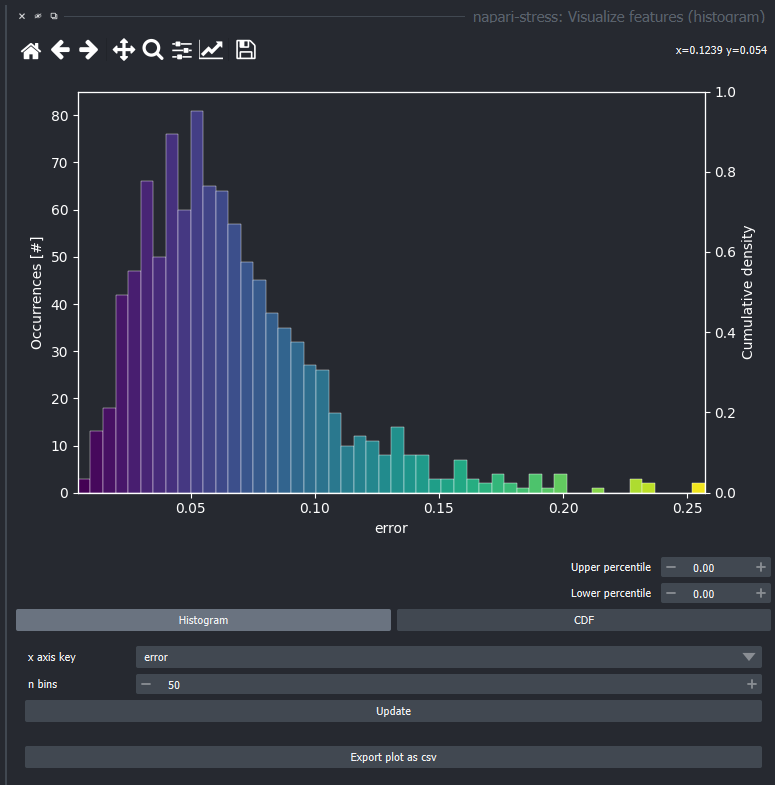 napari-stress: Visualize features (histogram)
x=0.1239 y=0.054
80
70
60
50
40
30
20
10
0
Occurrences [#]
0.05
0.10
0.15
0.20
0.25
error
1.0
0.8
0.6
0.4
0.2
0.0
Cumulative density
Upper percentile
0.00
Lower percentile
0.00
Histogram
CDF
x axis key
error
n bins
50
Update
Export plot as csv